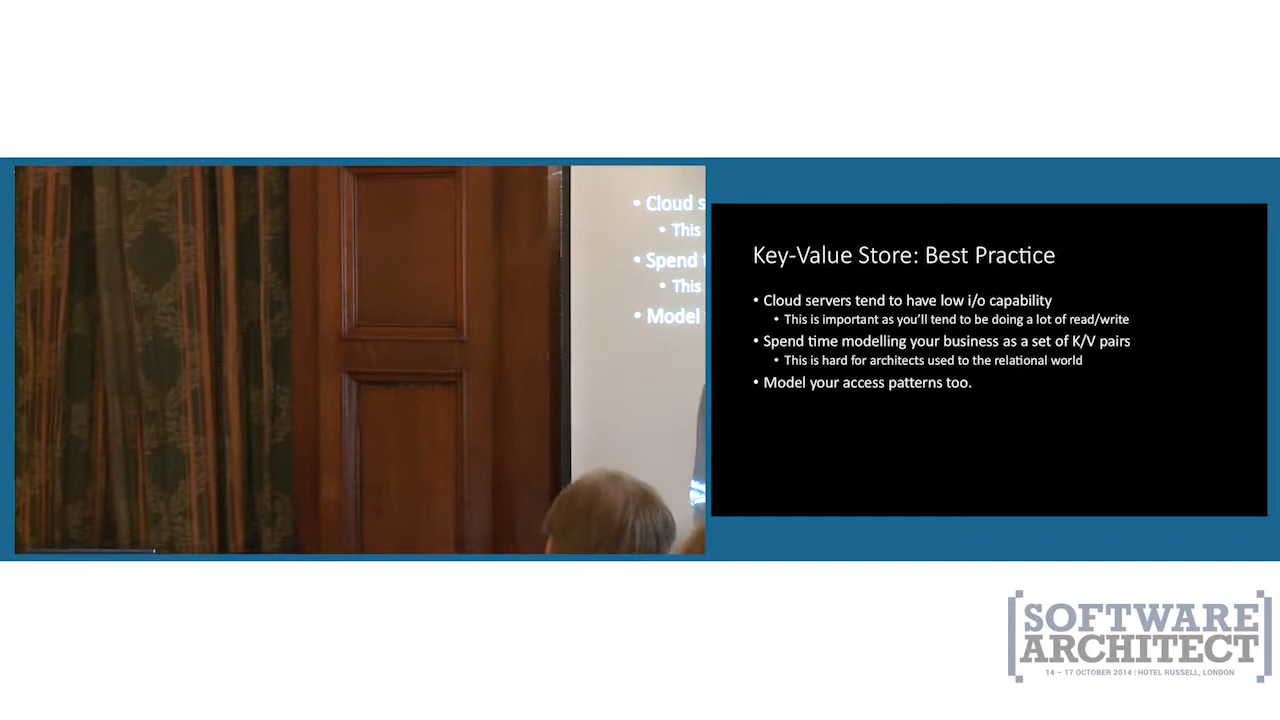 • Cloud s
• This
• Spend t
• This
• Model
Key-Value Store: Best Practice
• Cloud servers tend to have low i/o capability
• This is important as you’ll tend to be doing a lot of read/write
• Spend time modelling your business as a set of K/V pairs
• This is hard for architects used to the relational world
• Model your access patterns too.
[SOFTWARE
ARCHITECT]
14 – 17 OCTOBER 2014 | HOTEL RUSSELL, LONDON